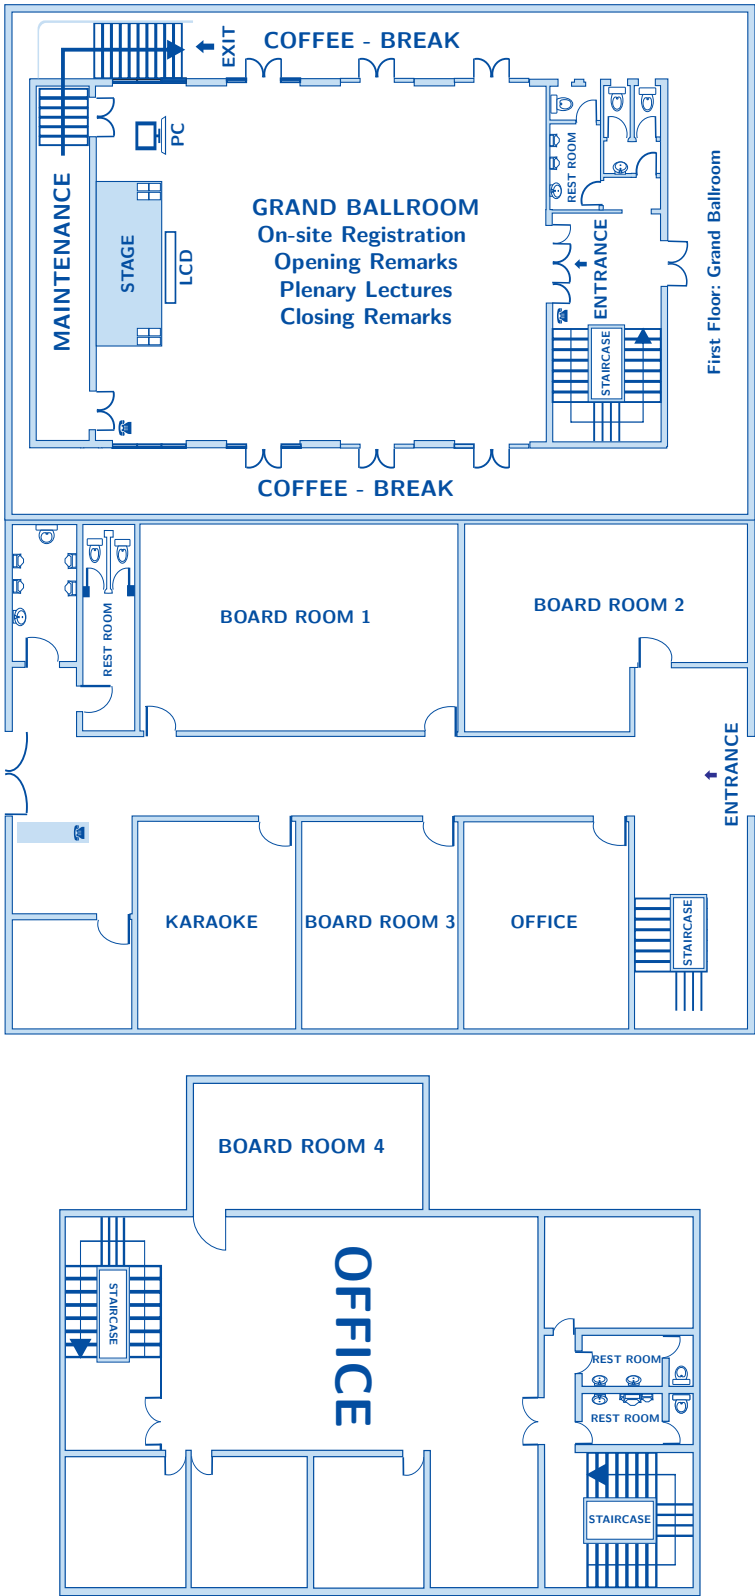 COFFEE - BREAK
EXIT
PC
REST ROOM
MAINTENANCE
STAGE
LCD
GRAND BALLROOM
On-site Registration
Opening Remarks
Plenary Lectures
Closing Remarks
ENTRANCE
STAIRCASE
First Floor: Grand Ballroom
COFFEE - BREAK
REST ROOM
BOARD ROOM 1
BOARD ROOM 2
ENTRANCE
KARAOKE
BOARD ROOM 3
OFFICE
STAIRCASE
BOARD ROOM 4
STAIRCASE
OFFICE
REST ROOM
REST ROOM
STAIRCASE